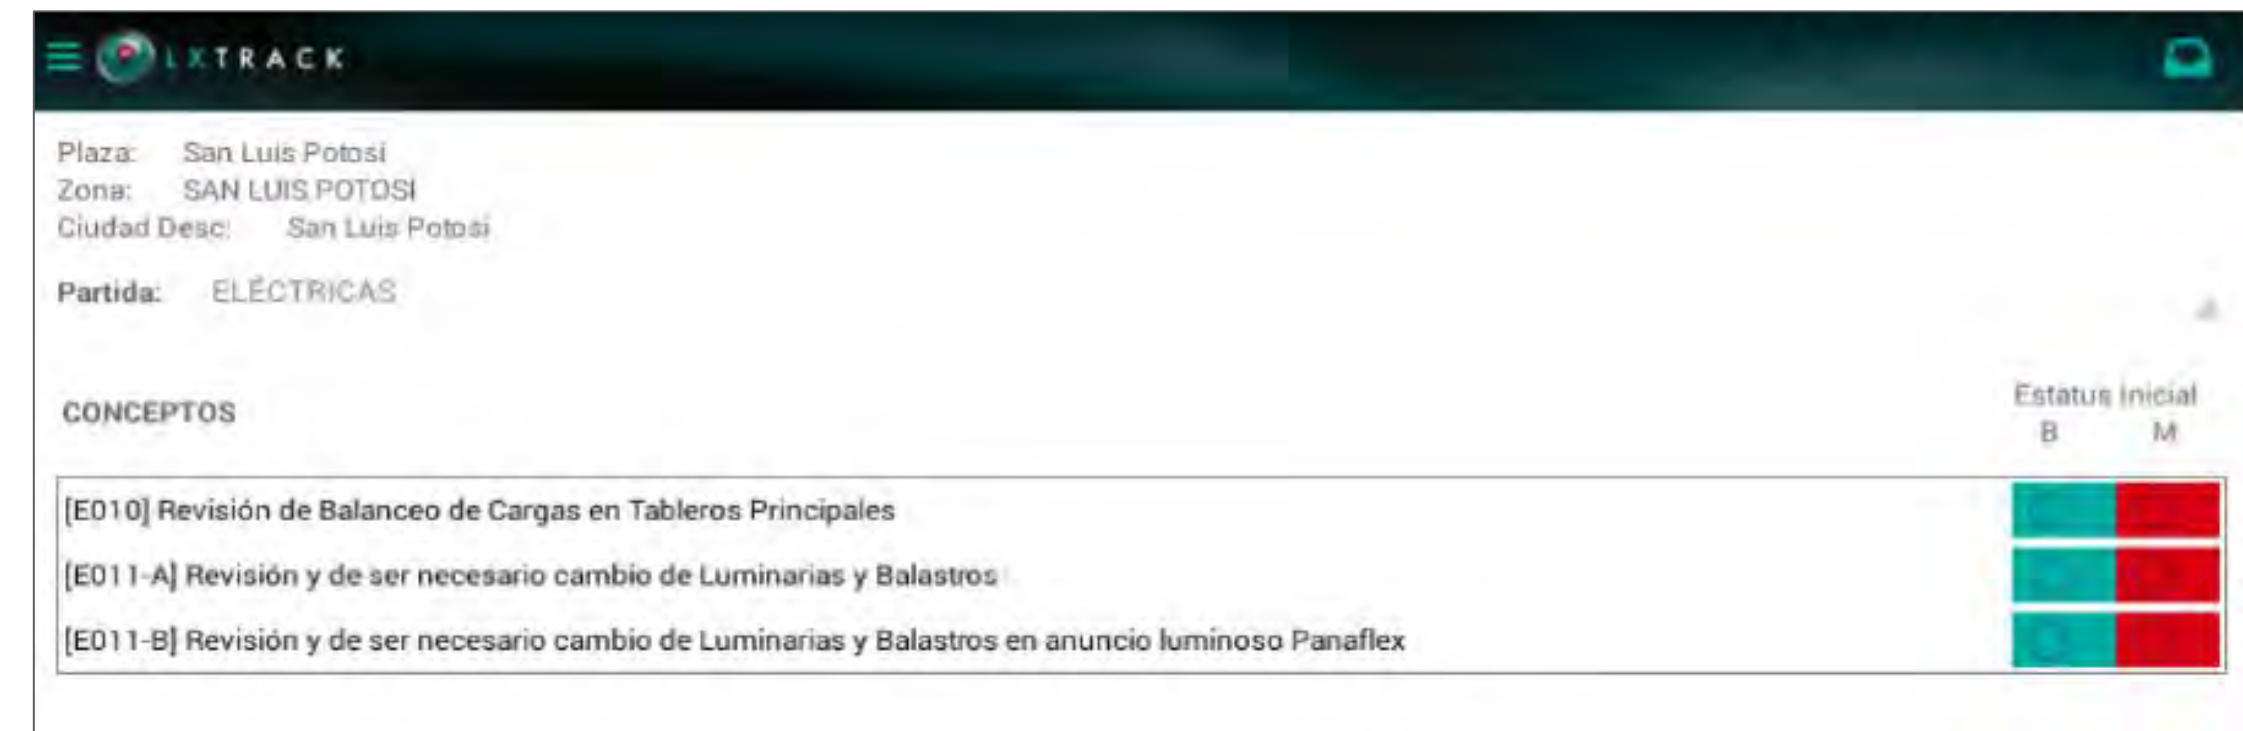 LXTRACK
Plaza: San Luis Potosí
Zona: SAN LUIS POTOSI
Ciudad Desc: San Luis Potosí
Partida: ELÉCTRICAS
CONCEPTOS
Estatus Inicial
B M
[E010] Revisión de Balanceo de Cargas en Tableros Principales
[E011-A] Revisión y de ser necesario cambio de Luminarias y Balastros
[E011-B] Revisión y de ser necesario cambio de Luminarias y Balastros en anuncio luminoso Panaflex